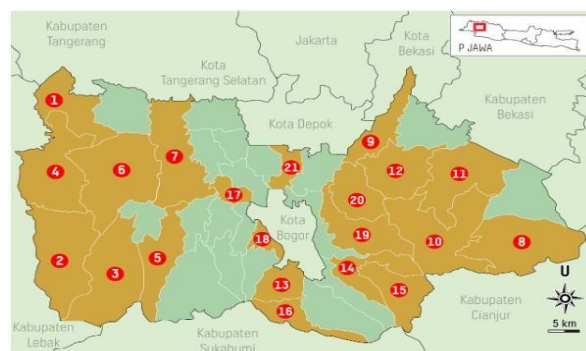 Kabupaten
Tangerang
Kota
Tangerang Selatan
Jakarta
Kota
Bekasi
P JAWA
Kabupaten
Bekasi
Kota Depok
1
4
6
7
17
21
9
12
11
20
19
10
8
2
3
5
18
Kota
Bogor
13
14
15
16
Kabupaten
Lebak
Kabupaten
Sukabumi
Kabupaten
Cianjur
U
5 km